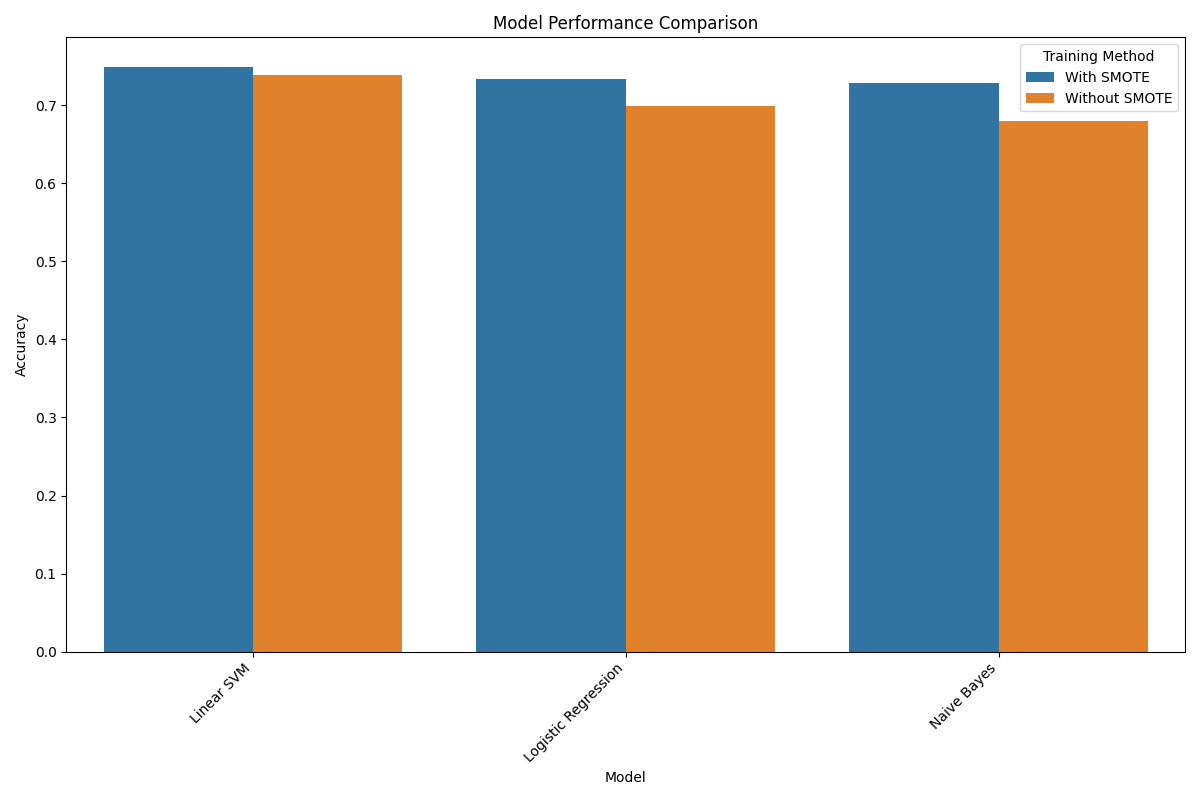 Model Performance Comparison
Training Method
With SMOTE
Without SMOTE
Accuracy
0.7
0.6
0.5
0.4
0.3
0.2
0.1
0.0
Linear SVM
Logistic Regression
Naive Bayes
Model